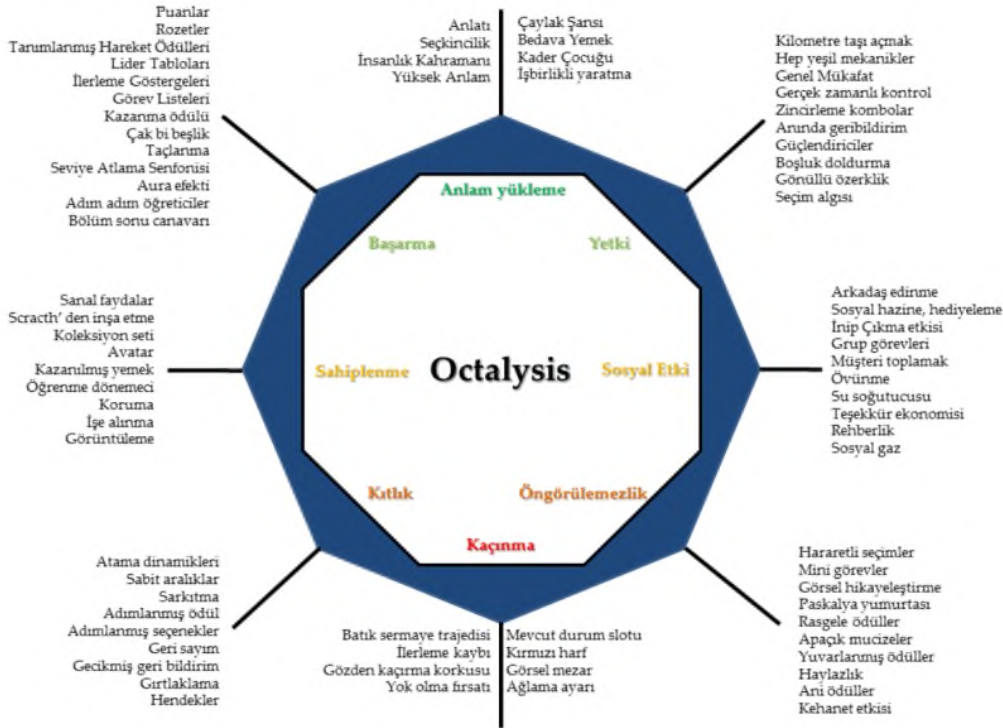 Puanlar
Rozetler
Tanımlanmış Hareket Ödülleri
Lider Tabloları
İlerleme Göstergeleri
Görev Listeleri
Kazanma ödülü
Çak bi beşlik
Taçlanma
Seviye Atlama Senfonisi
Aura efekti
Adım adım öğreticiler
Bölüm sonu canavarı
Anlatı
Seçkincilik
İnsanlık Kahramanı
Yüksek Anlam
Çaylak Şansı
Bedava Yemek
Kader Çocuğu
İşbirlikli yaratma
Kilometre taşı açmak
Hep yeşil mekanikler
Genel Mükafat
Gerçek zamanlı kontrol
Zincirleme kombolar
Anında geribildirim
Güçlendiriciler
Boşluk doldurma
Gönüllü özerklik
Seçim algısı
Anlam yükleme
Başarma
Yetki
Sanal faydalar
Scracth' den inşa etme
Koleksiyon seti
Avatar
Kazanılmış yemek
Öğrenme dönemeci
Koruma
İşe alınma
Görüntüleme
Sahiplenme
Octalysis
Sosyal Etki
Arkadaş edinme
Sosyal hazine, hediyeleme
İnip Çıkma etkisi
Grup görevleri
Müşteri toplamak
Övünme
Su soğutucusu
Teşekkür ekonomisi
Rehberlik
Sosyal gaz
Kıtlık
Öngörülemezlik
Kaçınma
Atama dinamikleri
Sabit aralıklar
Sarkıtma
Adımlanmış ödül
Adımlanmış seçenekler
Geri sayım
Gecikmiş geri bildirim
Gırtlaklama
Hendekler
Batık sermaye trajedisi
İlerleme kaybı
Gözden kaçırma korkusu
Yok olma fırsatı
Mevcut durum slotu
Kırmızı harf
Görsel mezar
Ağlama ayarı
Hararetli seçimler
Mini görevler
Görsel hikayeleştirme
Paskalya yumurtası
Rasgele ödüller
Apaçık mucizeler
Yuvarlanmış ödüller
Haylazlık
Ani ödüller
Kehanet etkisi